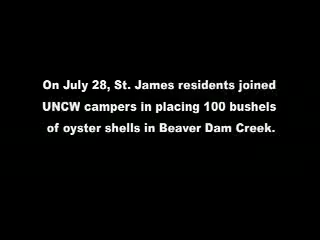 On July 28, St. James residents joined
UNCW campers in placing 100 bushels
of oyster shells in Beaver Dam Creek.